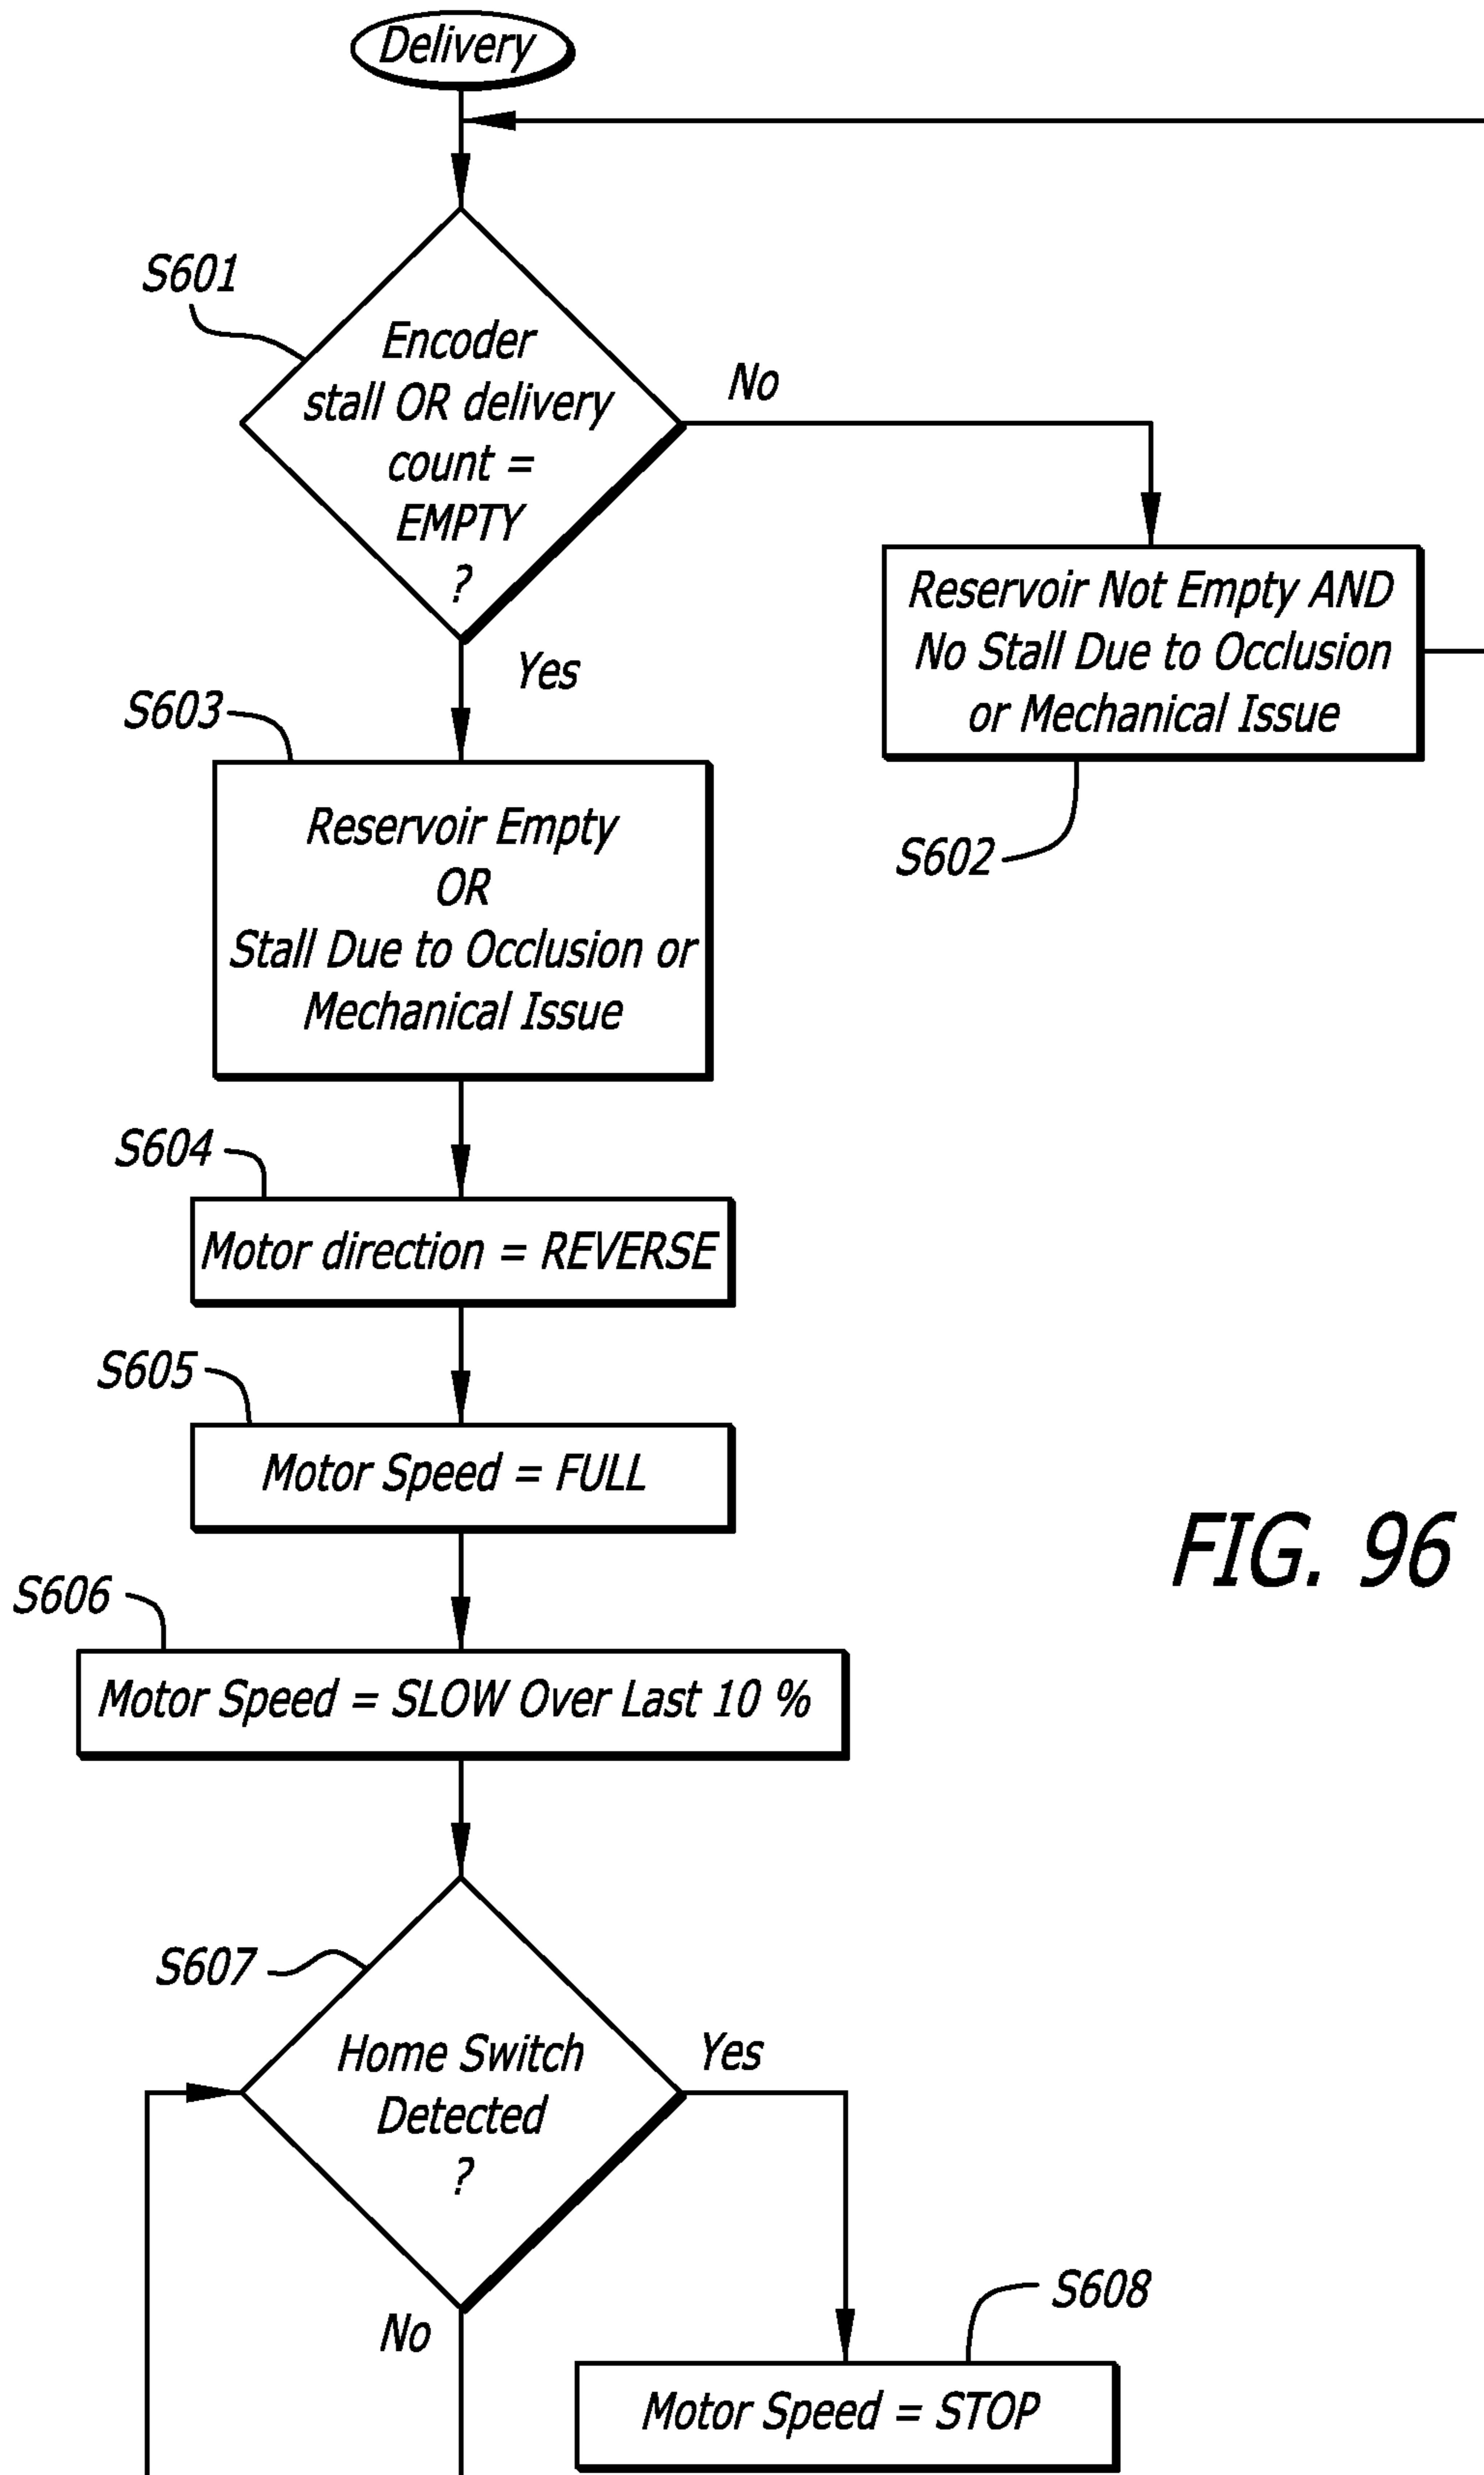 Delivery
S601
Encoder
stall OR delivery
count =
EMPTY
?
No
Yes
Reservoir Not Empty AND
No Stall Due to Occlusion
or Mechanical Issue
S602
S603
Reservoir Empty
OR
Stall Due to Occlusion or
Mechanical Issue
S604
Motor direction = REVERSE
S605
Motor Speed = FULL
FIG. 96
S606
Motor Speed = SLOW Over Last 10 %
S607
Home Switch
Detected
?
Yes
No
S608
Motor Speed = STOP